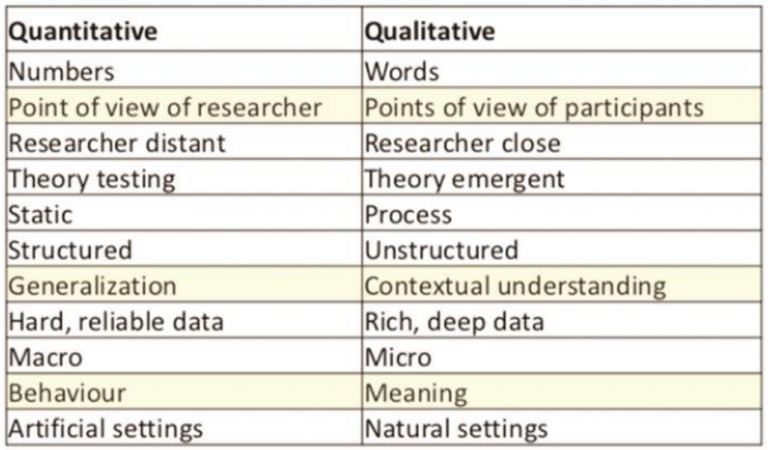 Quantitative Qualitative
Numbers Words
Point of view of researcher Points of view of participants
Researcher distant Researcher close
Theory testing Theory emergent
Static Process
Structured Unstructured
Generalization Contextual understanding
Hard, reliable data Rich, deep data
Macro Micro
Behaviour Meaning
Artificial settings Natural settings